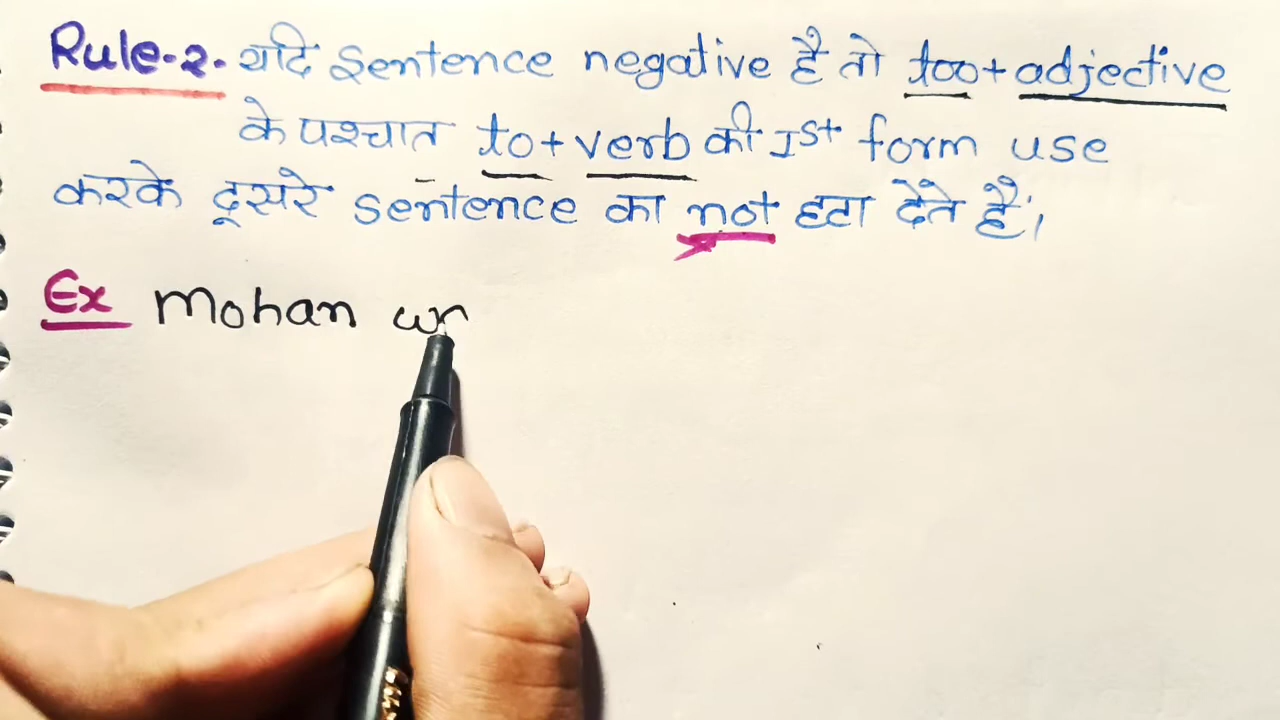 Rule-2. यदि sentence negative है तो too+ adjective
के पश्चात to+verb की Ist form use
करके दूसरे sentence का not हटा देते हैं।
Ex Mohan